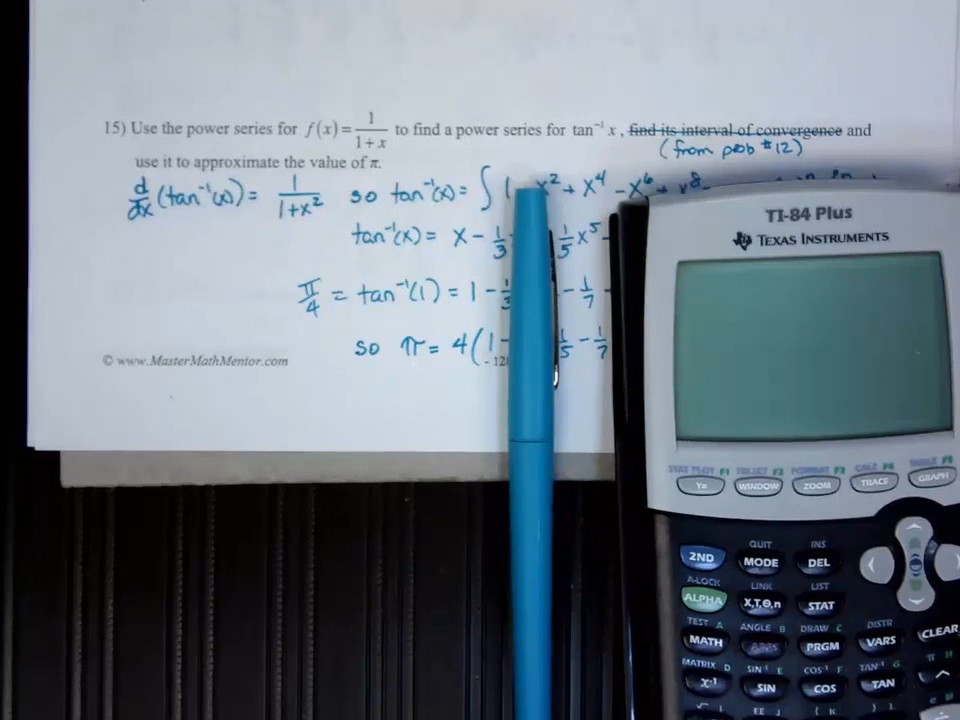 15) Use the power series for f(x) = 1/(1+x) to find a power series for tan⁻¹ x, find its interval of convergence and
(from prob #12)
use it to approximate the value of π.
d/dx (tan⁻¹(x)) = 1/(1+x²) so tan⁻¹(x) = ∫ 1 x² + x⁴ - x⁶ + x⁸
tan⁻¹(x) = x - 1/3 1/5 x⁵ -
π/4 = tan⁻¹(1) = 1 - 1/3 - 1/7
so π = 4(1 - 1/5 - 1/7
© www.MasterMathMentor.com
TI-84 Plus
TEXAS INSTRUMENTS
STAT PLOT F1 TBLSET F2 FORMAT F3 CALC F4 TABLE F5
Y= WINDOW ZOOM TRACE GRAPH
QUIT INS
2ND MODE DEL
A-LOCK LINK LIST
ALPHA X,T,Θ,n STAT
TEST A ANGLE B DRAW C DISTR
MATH APPS PRGM VARS CLEAR
MATRIX D SIN⁻¹ E COS⁻¹ F TAN⁻¹ G π H
x⁻¹ SIN COS TAN ^
EE J { K } L